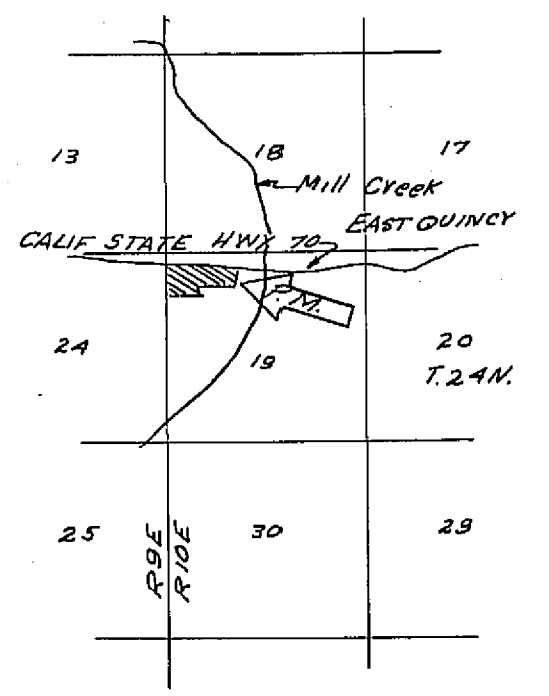 13
18
17
Mill Creek
EAST QUINCY
CALIF STATE HWY 70
P.M.
24
19
20
T.24N.
25
R9E
R10E
30
29